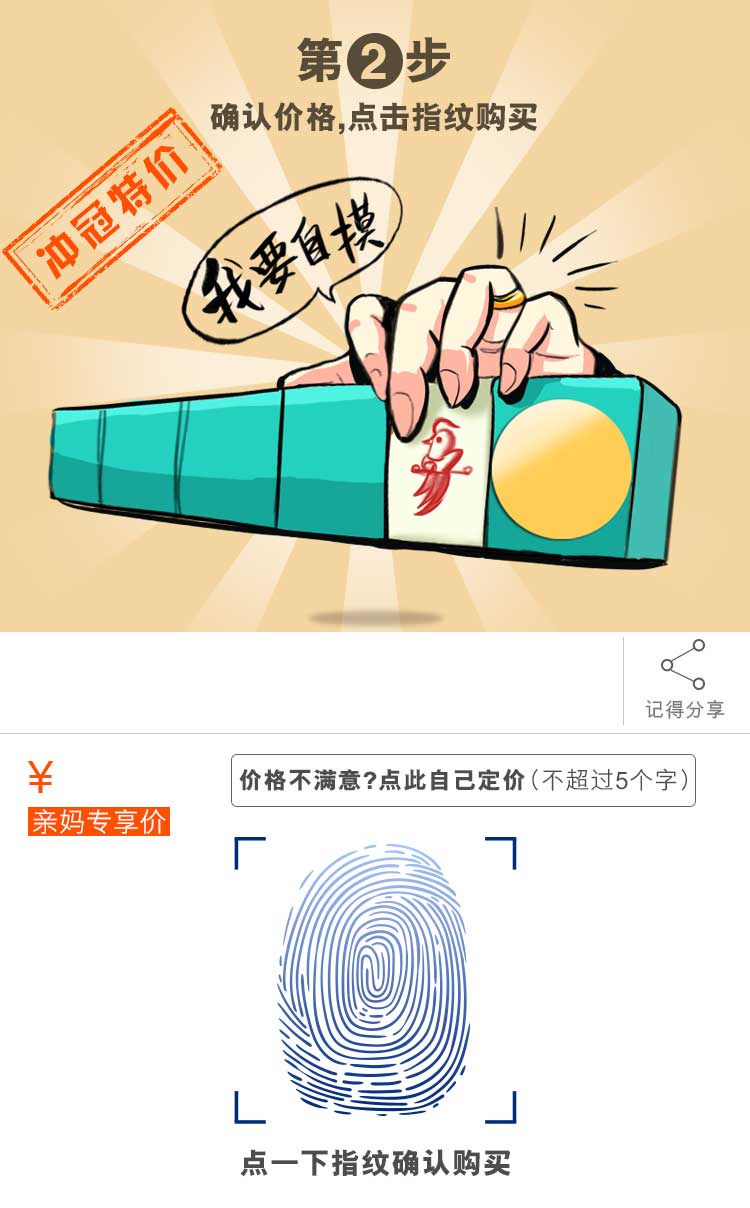 第2步
确认价格,点击指纹购买
冲冠特价
我要自摸
记得分享
¥
价格不满意?点此自己定价(不超过5个字)
亲妈专享价
点一下指纹确认购买